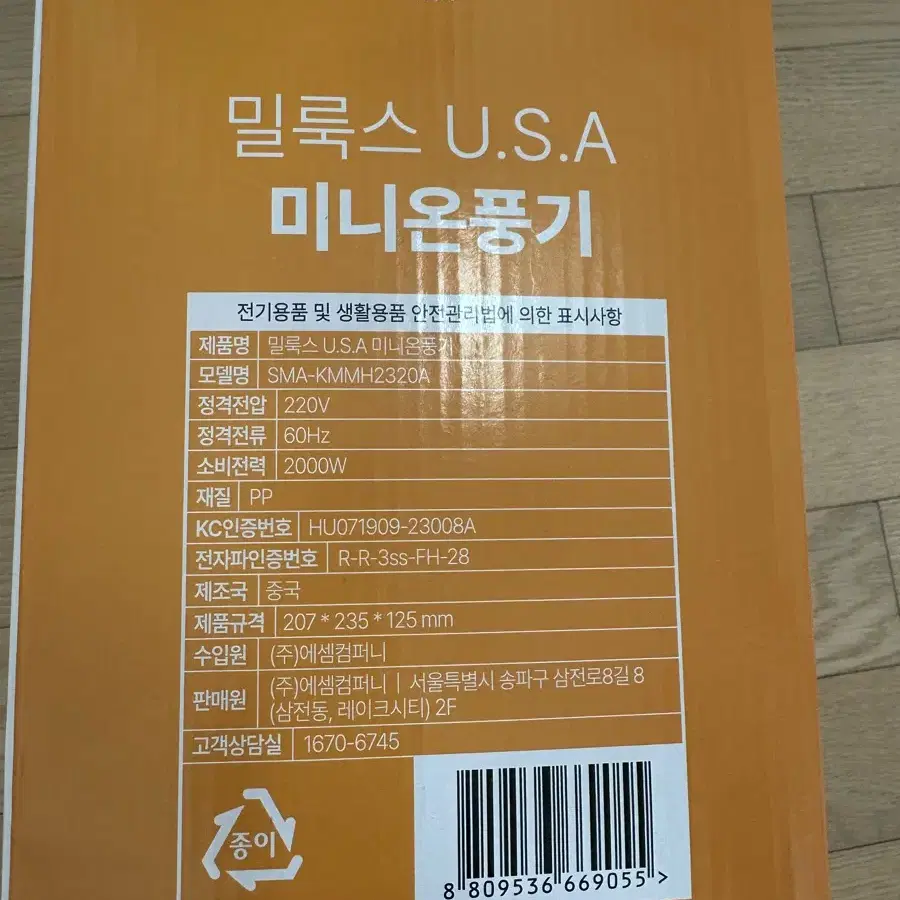 밀룩스 U.S.A
미니온풍기
전기용품 및 생활용품 안전관리법에 의한 표시사항
제품명 밀룩스 U.S.A 미니온풍기
모델명 SMA-KMMH2320A
정격전압 220V
정격전류 60Hz
소비전력 2000W
재질 PP
KC인증번호 HU071909-23008A
전자파인증번호 R-R-3ss-FH-28
제조국 중국
제품규격 207 * 235 * 125 mm
수입원 (주)에셈컴퍼니
판매원 (주)에셈컴퍼니 | 서울특별시 송파구 삼전로8길 8
(삼전동, 레이크시티) 2F
고객상담실 1670-6745
종이
8 809536 669055 >